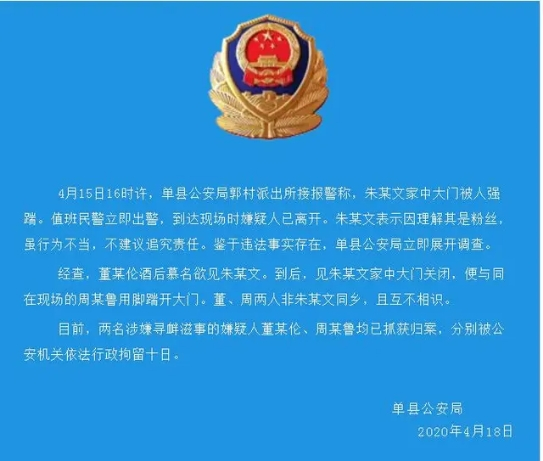 4月15日16时许，单县公安局郭村派出所接报警称，朱某文家中大门被人强
踹。值班民警立即出警，到达现场时嫌疑人已离开。朱某文表示因理解其是粉丝，
虽行为不当，不建议追究责任。鉴于违法事实存在，单县公安局立即展开调查。
经查，董某伦酒后慕名欲见朱某文。到后，见朱某文家中大门关闭，便与同
在现场的周某鲁用脚踹开大门。董、周两人非朱某文同乡，且互不相识。
目前，两名涉嫌寻衅滋事的嫌疑人董某伦、周某鲁均已抓获归案，分别被公
安机关依法行政拘留十日。
单县公安局
2020年4月18日